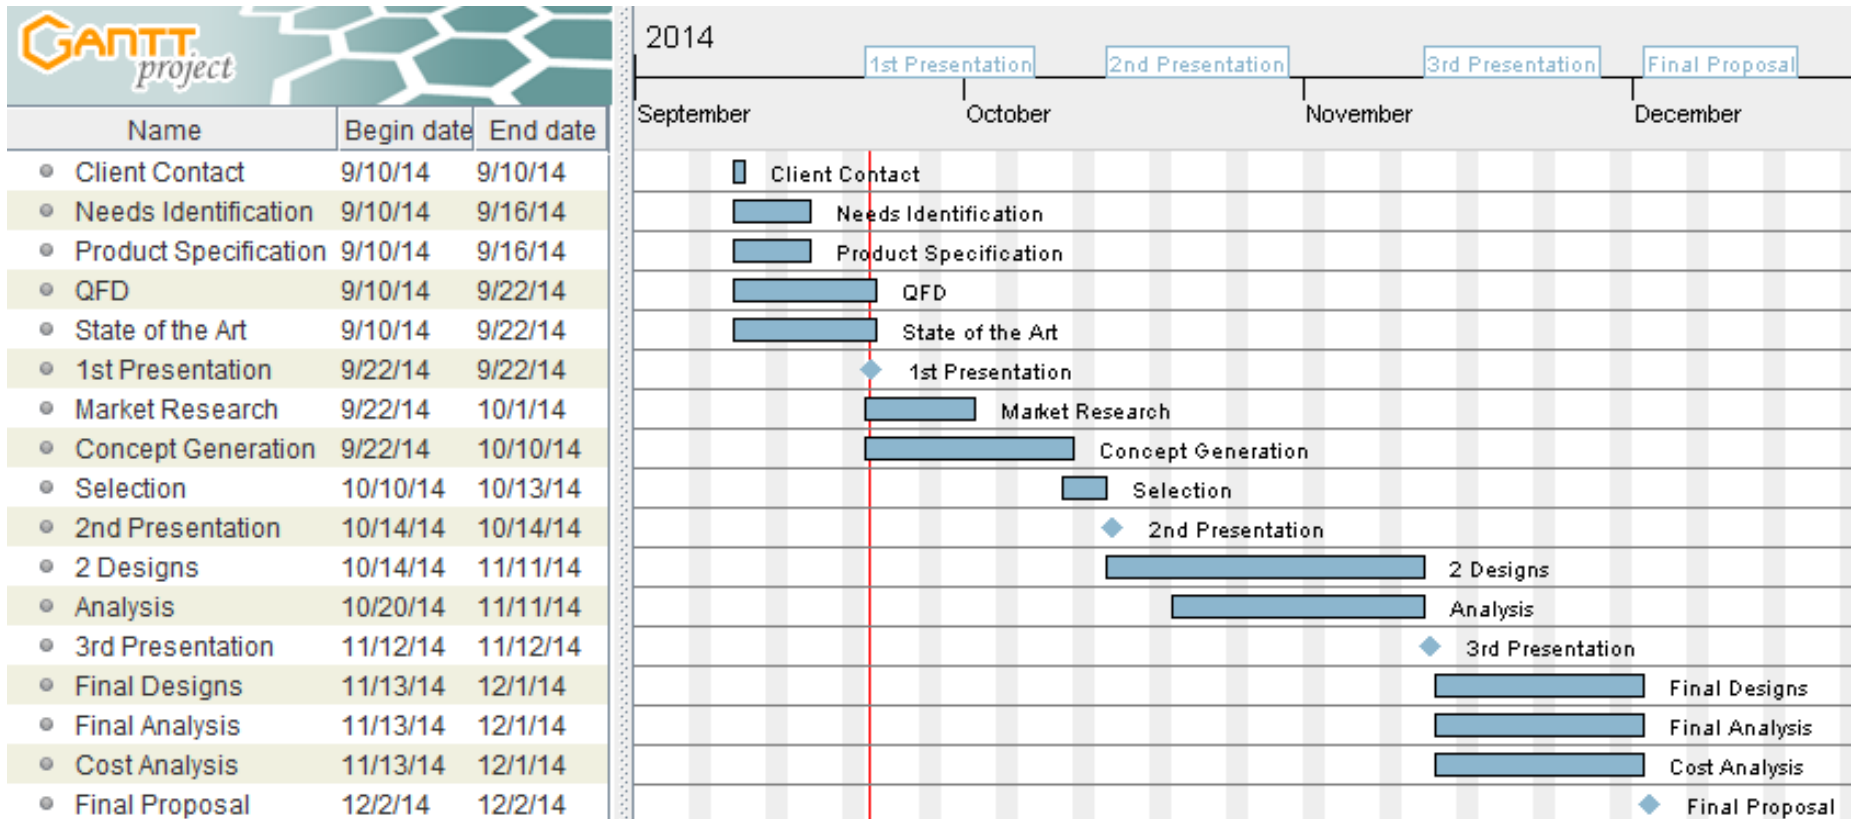 GANTT
project
2014
1st Presentation 2nd Presentation 3rd Presentation Final Proposal
September October November December
Name Begin date End date
Client Contact 9/10/14 9/10/14 Client Contact
Needs Identification 9/10/14 9/16/14 Needs Identification
Product Specification 9/10/14 9/16/14 Product Specification
QFD 9/10/14 9/22/14 QFD
State of the Art 9/10/14 9/22/14 State of the Art
1st Presentation 9/22/14 9/22/14 1st Presentation
Market Research 9/22/14 10/1/14 Market Research
Concept Generation 9/22/14 10/10/14 Concept Generation
Selection 10/10/14 10/13/14 Selection
2nd Presentation 10/14/14 10/14/14 2nd Presentation
2 Designs 10/14/14 11/11/14 2 Designs
Analysis 10/20/14 11/11/14 Analysis
3rd Presentation 11/12/14 11/12/14 3rd Presentation
Final Designs 11/13/14 12/1/14 Final Designs
Final Analysis 11/13/14 12/1/14 Final Analysis
Cost Analysis 11/13/14 12/1/14 Cost Analysis
Final Proposal 12/2/14 12/2/14 Final Proposal